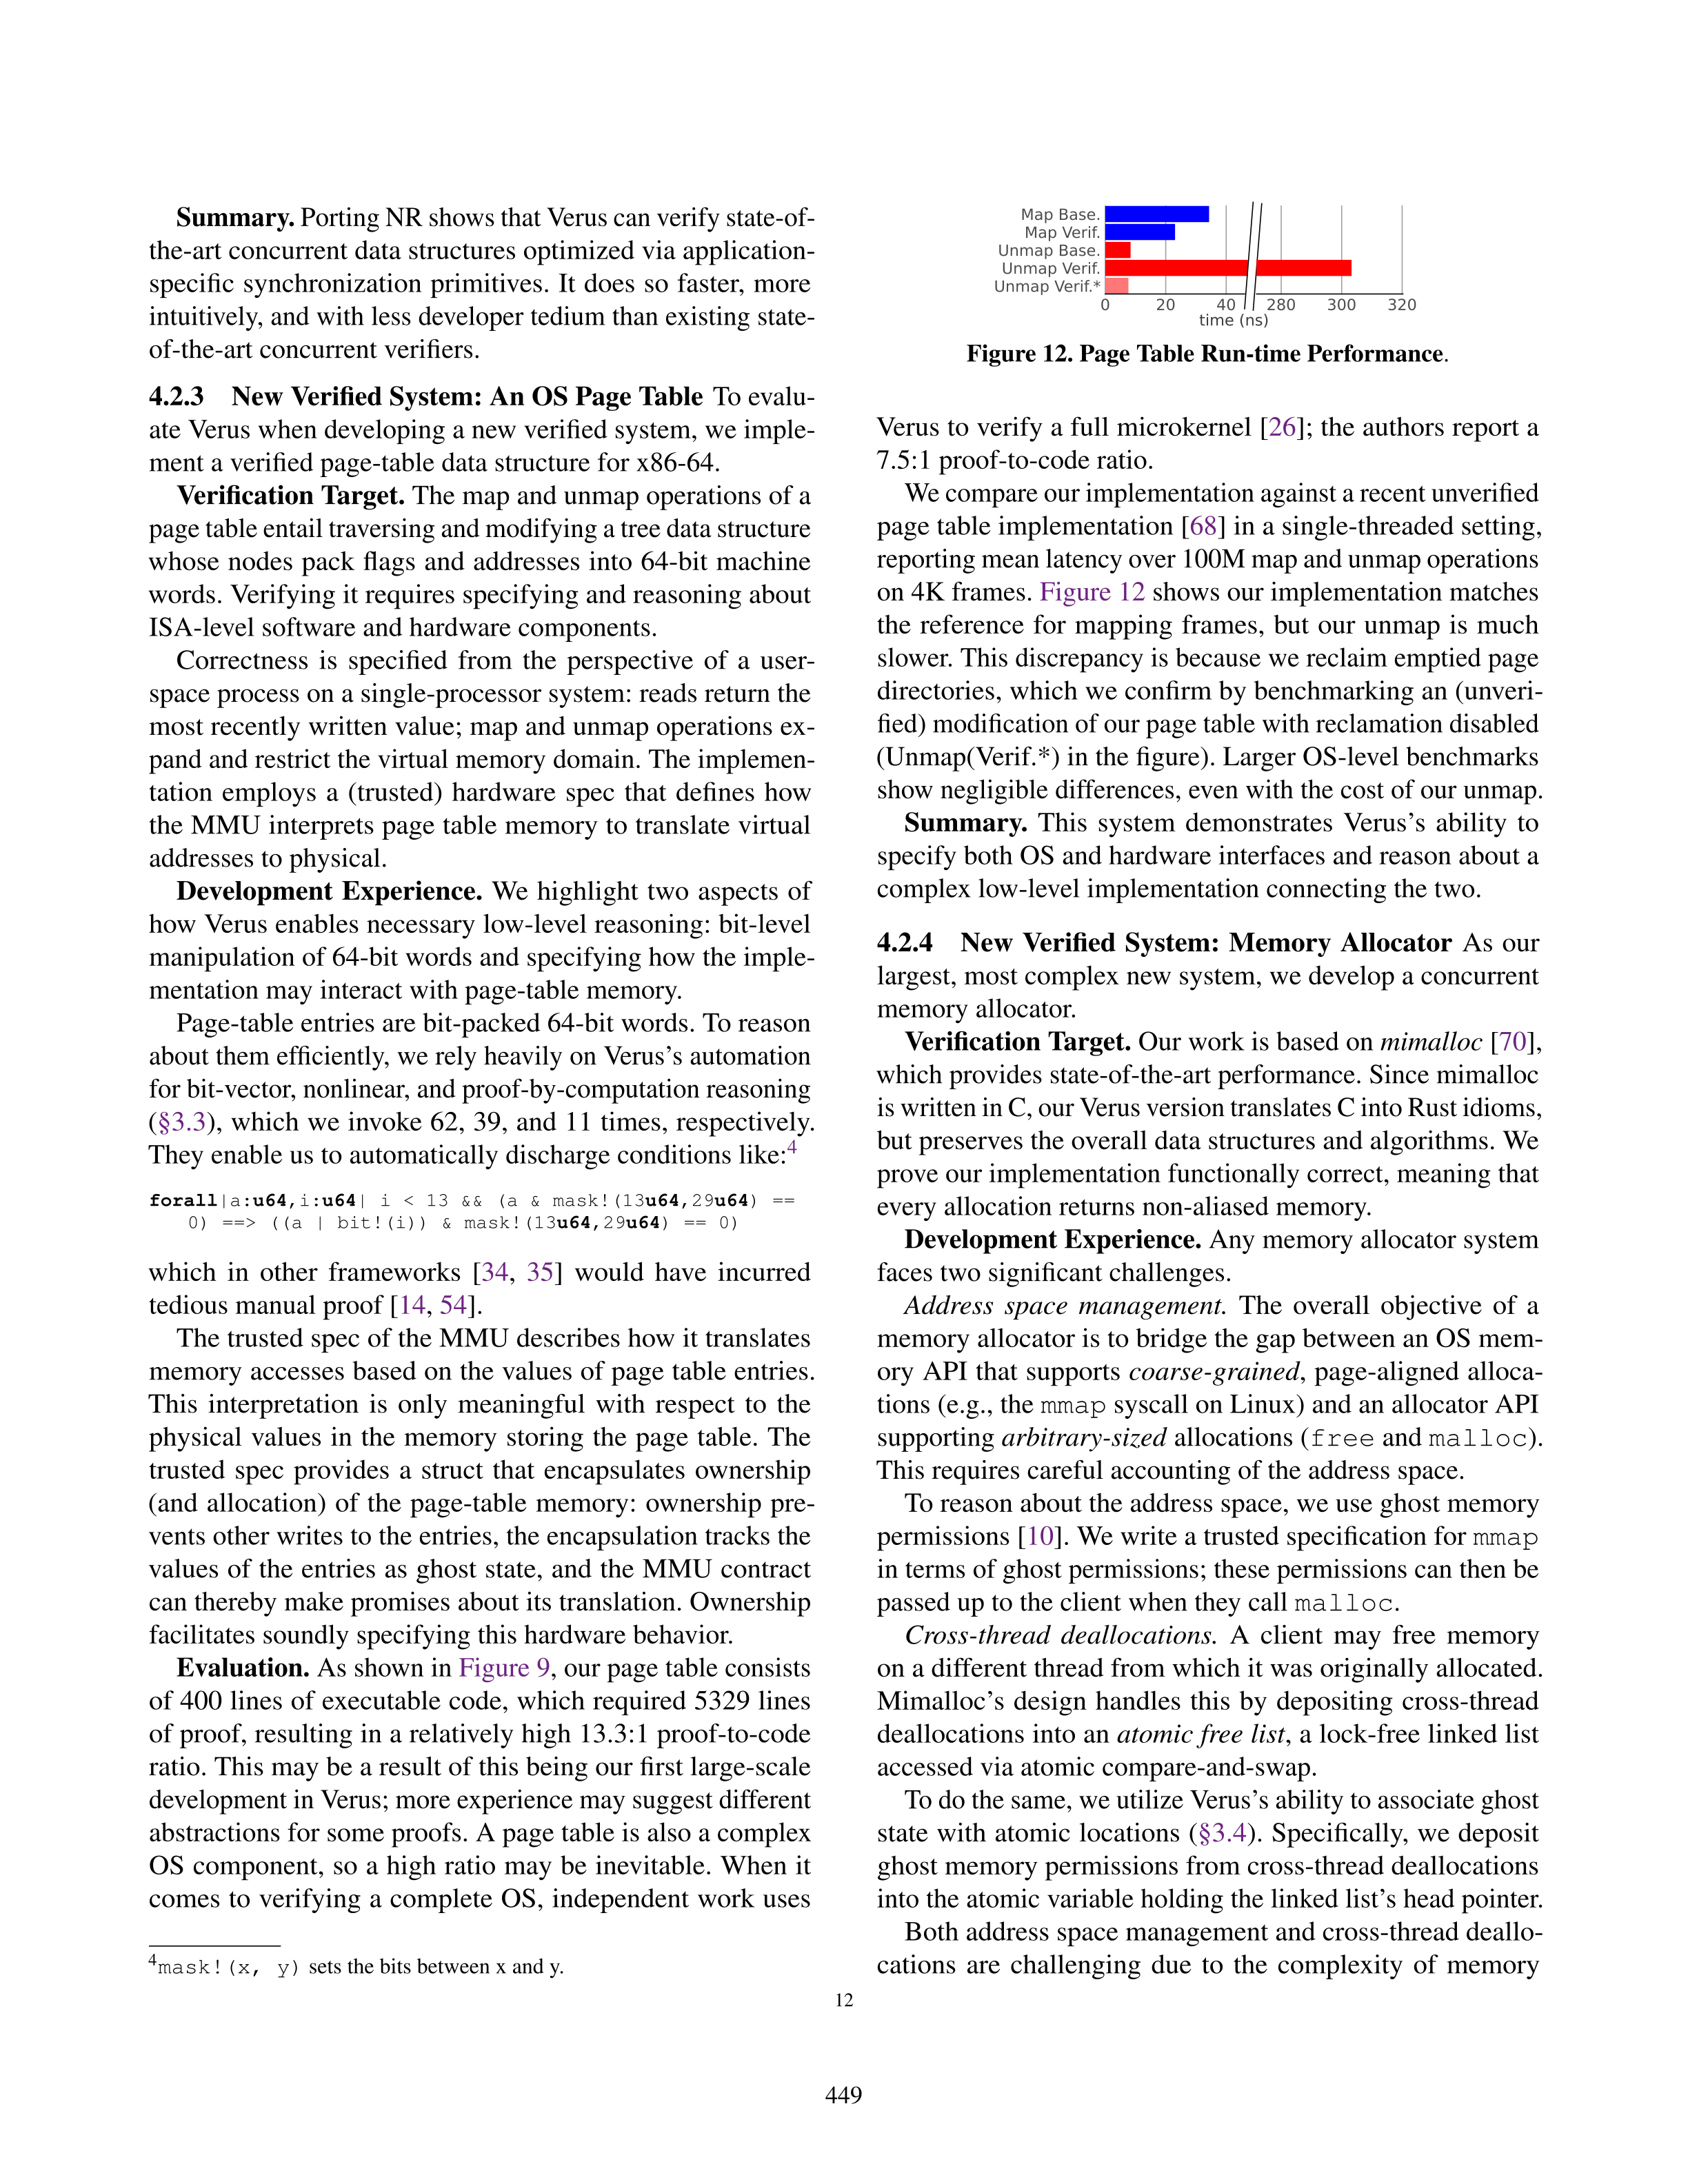 Summary. Porting NR shows that Verus can verify state-of-
the-art concurrent data structures optimized via application-
specific synchronization primitives. It does so faster, more
intuitively, and with less developer tedium than existing state-
of-the-art concurrent verifiers.
4.2.3 New Verified System: An OS Page Table To evalu-
ate Verus when developing a new verified system, we imple-
ment a verified page-table data structure for x86-64.
Verification Target. The map and unmap operations of a
page table entail traversing and modifying a tree data structure
whose nodes pack flags and addresses into 64-bit machine
words. Verifying it requires specifying and reasoning about
ISA-level software and hardware components.
Correctness is specified from the perspective of a user-
space process on a single-processor system: reads return the
most recently written value; map and unmap operations ex-
pand and restrict the virtual memory domain. The implemen-
tation employs a (trusted) hardware spec that defines how
the MMU interprets page table memory to translate virtual
addresses to physical.
Development Experience. We highlight two aspects of
how Verus enables necessary low-level reasoning: bit-level
manipulation of 64-bit words and specifying how the imple-
mentation may interact with page-table memory.
Page-table entries are bit-packed 64-bit words. To reason
about them efficiently, we rely heavily on Verus's automation
for bit-vector, nonlinear, and proof-by-computation reasoning
(§3.3), which we invoke 62, 39, and 11 times, respectively.
They enable us to automatically discharge conditions like:4
forall|a:u64,i:u64| i < 13 && (a & mask!(13u64,29u64) ==
0) ==> ((a | bit!(i)) & mask!(13u64,29u64) == 0)
which in other frameworks [34, 35] would have incurred
tedious manual proof [14, 54].
The trusted spec of the MMU describes how it translates
memory accesses based on the values of page table entries.
This interpretation is only meaningful with respect to the
physical values in the memory storing the page table. The
trusted spec provides a struct that encapsulates ownership
(and allocation) of the page-table memory: ownership pre-
vents other writes to the entries, the encapsulation tracks the
values of the entries as ghost state, and the MMU contract
can thereby make promises about its translation. Ownership
facilitates soundly specifying this hardware behavior.
Evaluation. As shown in Figure 9, our page table consists
of 400 lines of executable code, which required 5329 lines
of proof, resulting in a relatively high 13.3:1 proof-to-code
ratio. This may be a result of this being our first large-scale
development in Verus; more experience may suggest different
abstractions for some proofs. A page table is also a complex
OS component, so a high ratio may be inevitable. When it
comes to verifying a complete OS, independent work uses
4mask!(x, y) sets the bits between x and y.
Map Base.
Map Verif.
Unmap Base.
Unmap Verif.
Unmap Verif.*
0 20 40 280 300 320
time (ns)
Figure 12. Page Table Run-time Performance.
Verus to verify a full microkernel [26]; the authors report a
7.5:1 proof-to-code ratio.
We compare our implementation against a recent unverified
page table implementation [68] in a single-threaded setting,
reporting mean latency over 100M map and unmap operations
on 4K frames. Figure 12 shows our implementation matches
the reference for mapping frames, but our unmap is much
slower. This discrepancy is because we reclaim emptied page
directories, which we confirm by benchmarking an (unveri-
fied) modification of our page table with reclamation disabled
(Unmap(Verif.*) in the figure). Larger OS-level benchmarks
show negligible differences, even with the cost of our unmap.
Summary. This system demonstrates Verus's ability to
specify both OS and hardware interfaces and reason about a
complex low-level implementation connecting the two.
4.2.4 New Verified System: Memory Allocator As our
largest, most complex new system, we develop a concurrent
memory allocator.
Verification Target. Our work is based on mimalloc [70],
which provides state-of-the-art performance. Since mimalloc
is written in C, our Verus version translates C into Rust idioms,
but preserves the overall data structures and algorithms. We
prove our implementation functionally correct, meaning that
every allocation returns non-aliased memory.
Development Experience. Any memory allocator system
faces two significant challenges.
Address space management. The overall objective of a
memory allocator is to bridge the gap between an OS mem-
ory API that supports coarse-grained, page-aligned alloca-
tions (e.g., the mmap syscall on Linux) and an allocator API
supporting arbitrary-sized allocations (free and malloc).
This requires careful accounting of the address space.
To reason about the address space, we use ghost memory
permissions [10]. We write a trusted specification for mmap
in terms of ghost permissions; these permissions can then be
passed up to the client when they call malloc.
Cross-thread deallocations. A client may free memory
on a different thread from which it was originally allocated.
Mimalloc's design handles this by depositing cross-thread
deallocations into an atomic free list, a lock-free linked list
accessed via atomic compare-and-swap.
To do the same, we utilize Verus's ability to associate ghost
state with atomic locations (§3.4). Specifically, we deposit
ghost memory permissions from cross-thread deallocations
into the atomic variable holding the linked list's head pointer.
Both address space management and cross-thread deallo-
cations are challenging due to the complexity of memory
12
449